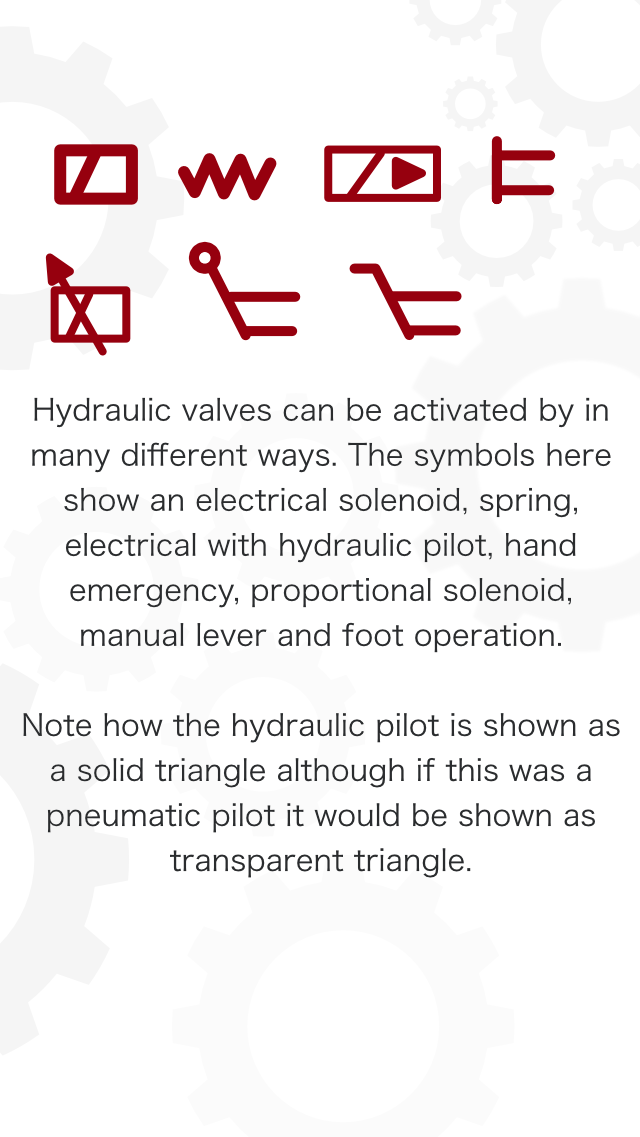 Hydraulic valves can be activated by in
many different ways. The symbols here
show an electrical solenoid, spring,
electrical with hydraulic pilot, hand
emergency, proportional solenoid,
manual lever and foot operation.
Note how the hydraulic pilot is shown as
a solid triangle although if this was a
pneumatic pilot it would be shown as
transparent triangle.